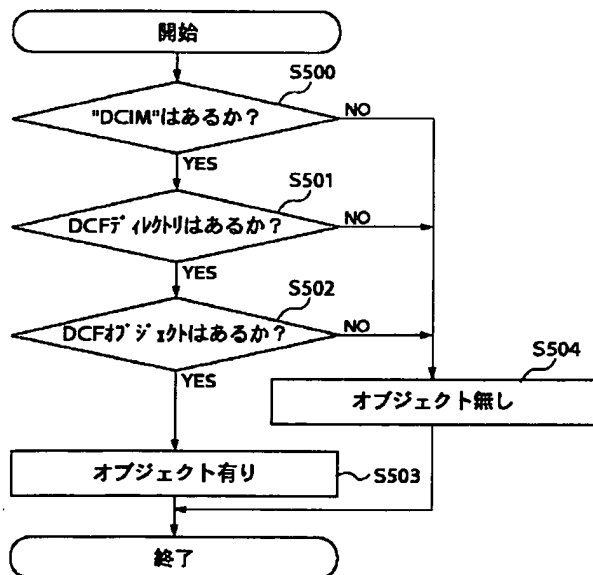 開始
S500
"DCIM"はあるか?
NO
YES
S501
DCFディレクトリはあるか?
NO
YES
S502
DCFオブジェクトはあるか?
NO
YES
S504
オブジェクト無し
オブジェクト有り
S503
終了